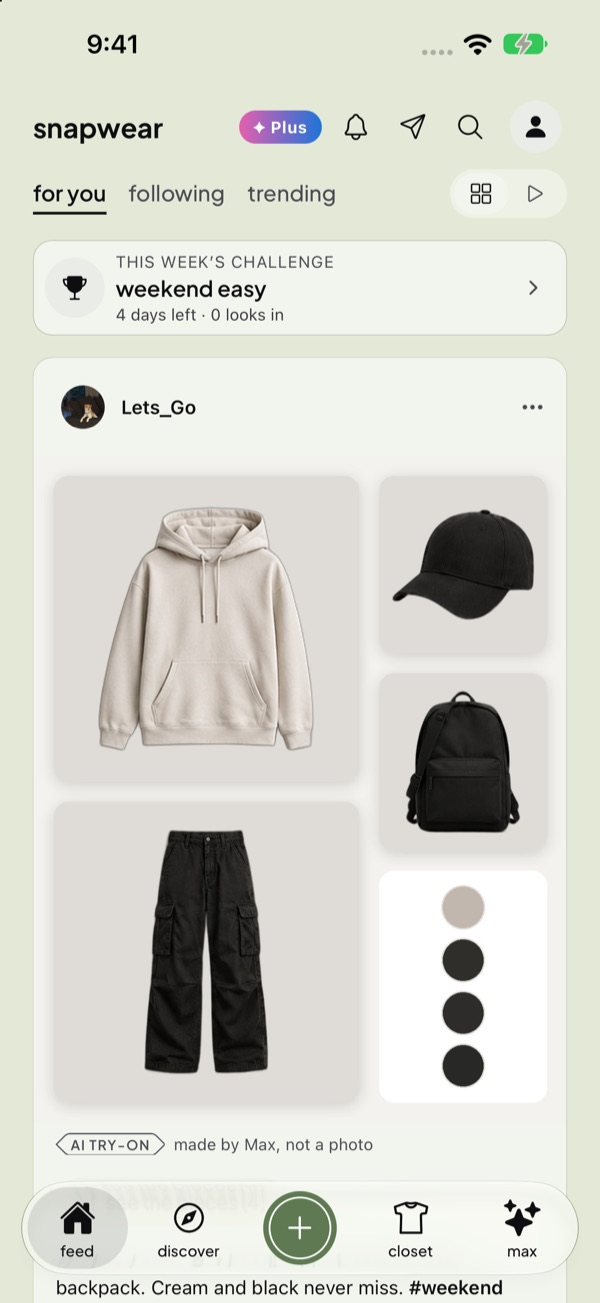 9:41
snapwear
Plus
for you
following
trending
THIS WEEK'S CHALLENGE
weekend easy
4 days left · 0 looks in
Lets_Go
AI TRY-ON made by Max, not a photo
feed
discover
closet
max
backpack. Cream and black never miss. #weekend